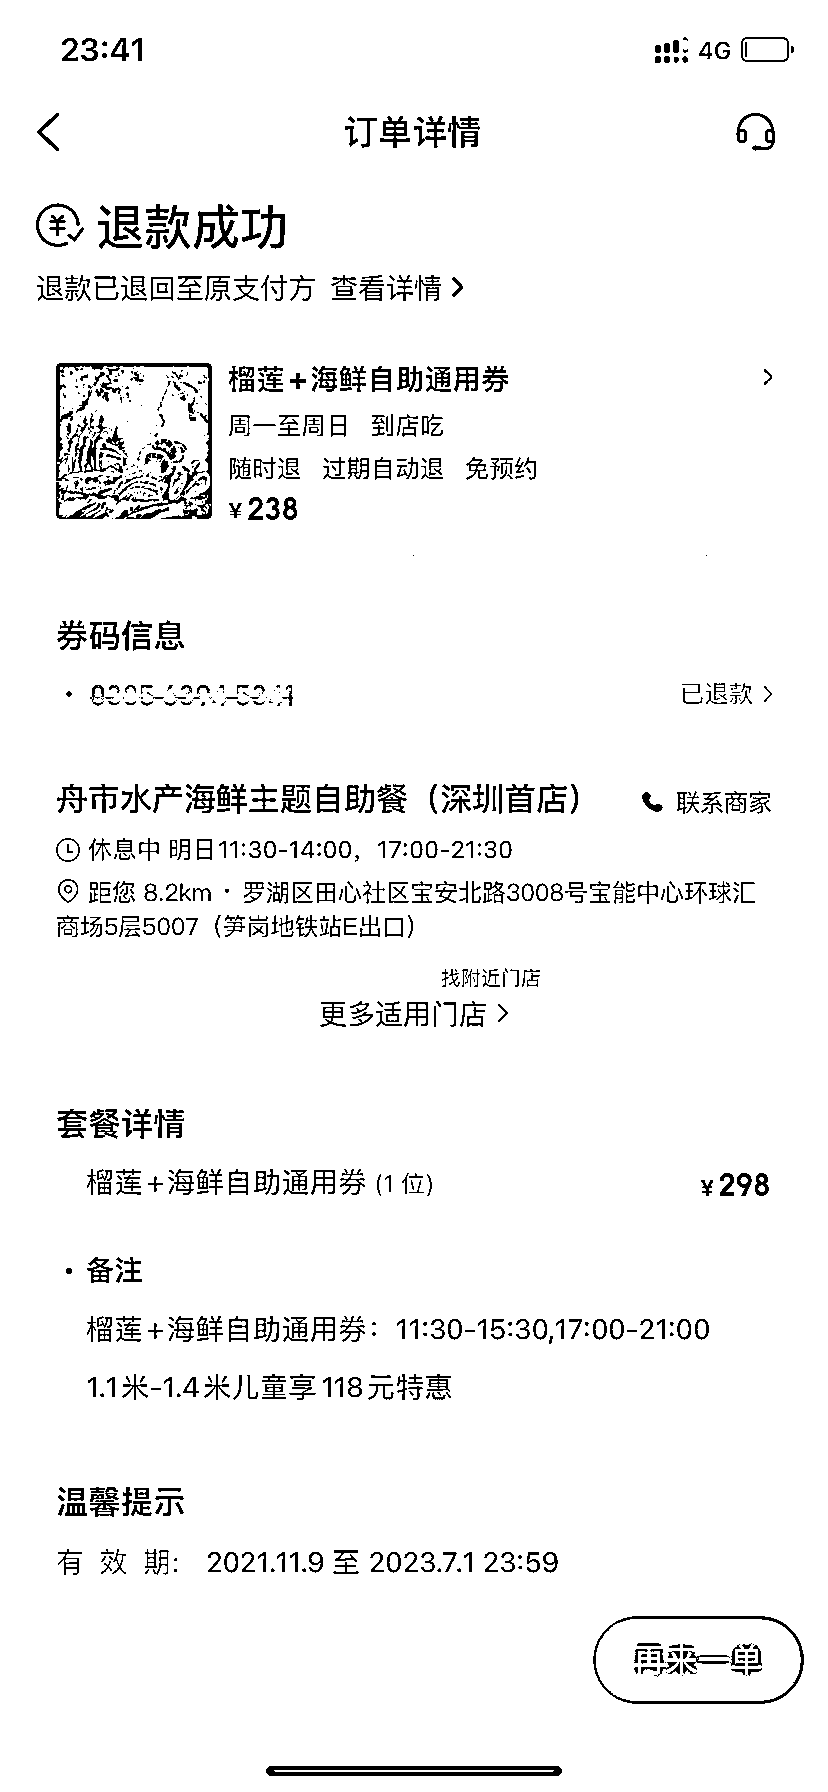 23:41
4G
订单详情
退款成功
退款已退回至原支付方 查看详情
榴莲+海鲜自助通用券
周一至周日 到店吃
随时退 过期自动退 免预约
¥238
券码信息
已退款
舟市水产海鲜主题自助餐（深圳首店）
联系商家
休息中 明日11:30-14:00，17:00-21:30
距您 8.2km · 罗湖区田心社区宝安北路3008号宝能中心环球汇
商场5层5007（笋岗地铁站E出口）
找附近门店
更多适用门店
套餐详情
榴莲+海鲜自助通用券 (1 位) ¥298
· 备注
榴莲+海鲜自助通用券：11:30-15:30,17:00-21:00
1.1米-1.4米儿童享118元特惠
温馨提示
有 效 期: 2021.11.9 至 2023.7.1 23:59
再来一单